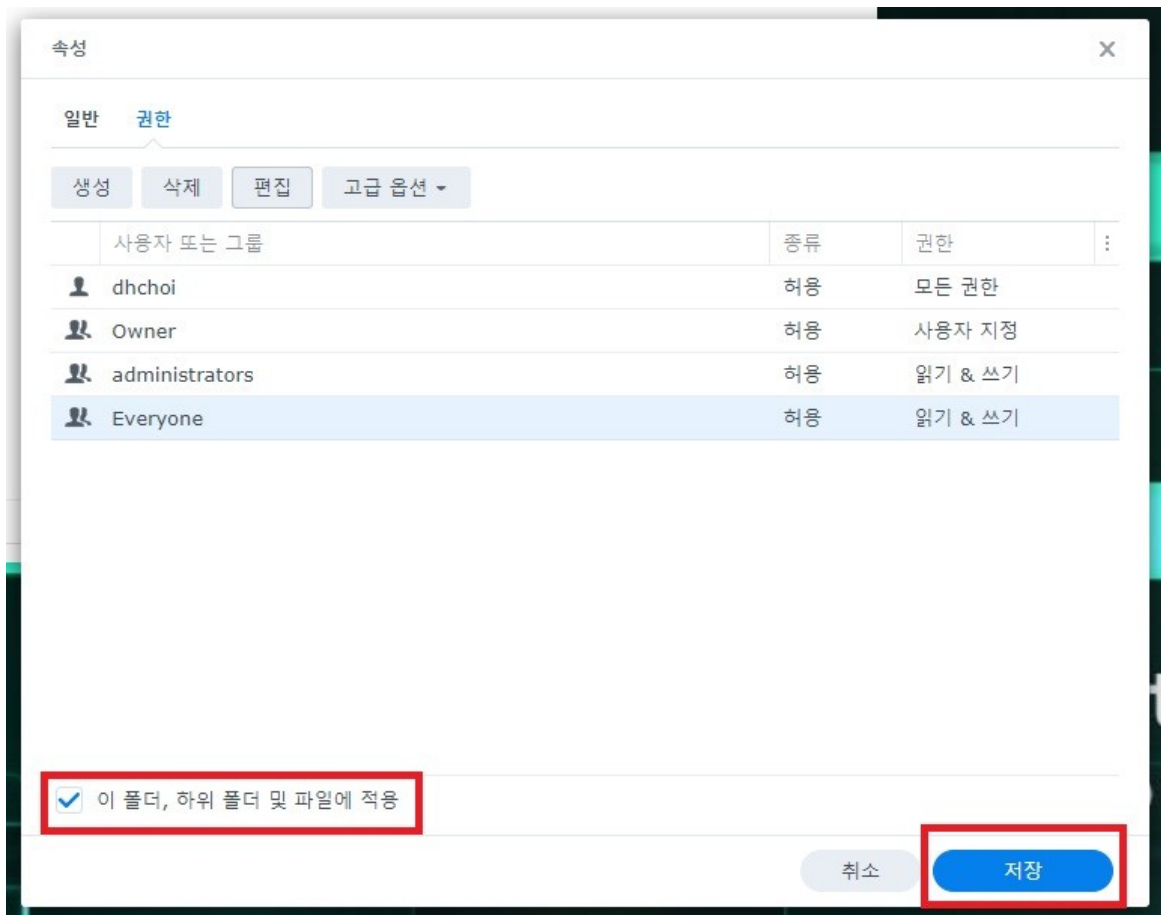 속성
일반 권한
생성 삭제 편집 고급 옵션
사용자 또는 그룹 종류 권한
dhchoi 허용 모든 권한
Owner 허용 사용자 지정
administrators 허용 읽기 & 쓰기
Everyone 허용 읽기 & 쓰기
이 폴더, 하위 폴더 및 파일에 적용
취소 저장